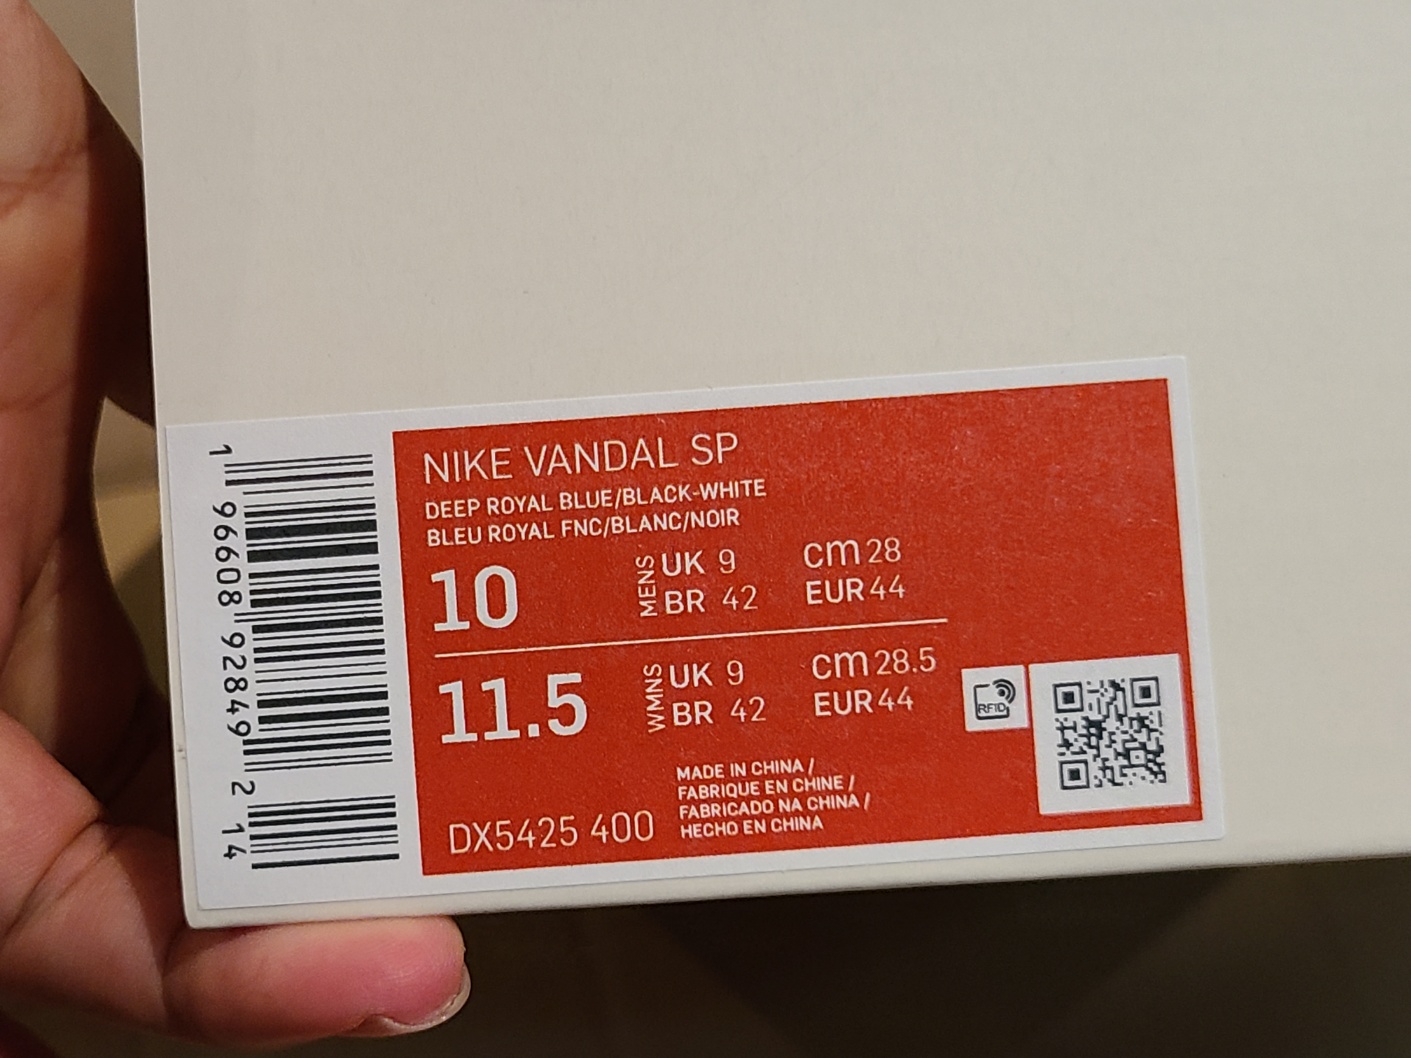 1 96608 92849 2 14
NIKE VANDAL SP
DEEP ROYAL BLUE/BLACK-WHITE
BLEU ROYAL FNC/BLANC/NOIR
10 MENS UK 9 cm 28
BR 42 EUR 44
11.5 WMNS UK 9 cm 28.5
BR 42 EUR 44
RFID
MADE IN CHINA /
FABRIQUE EN CHINE /
FABRICADO NA CHINA /
HECHO EN CHINA
DX5425 400